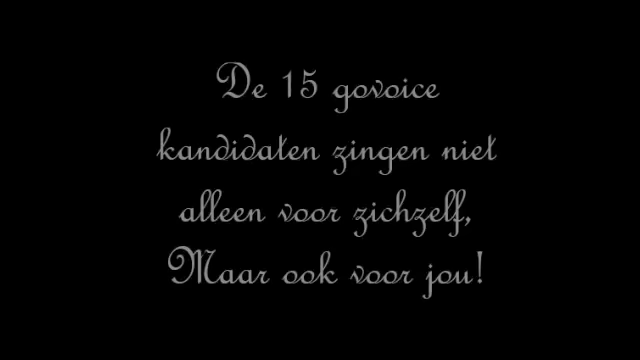 De 15 govoice
kandidaten zingen niet
alleen voor zichzelf,
Maar ook voor jou!